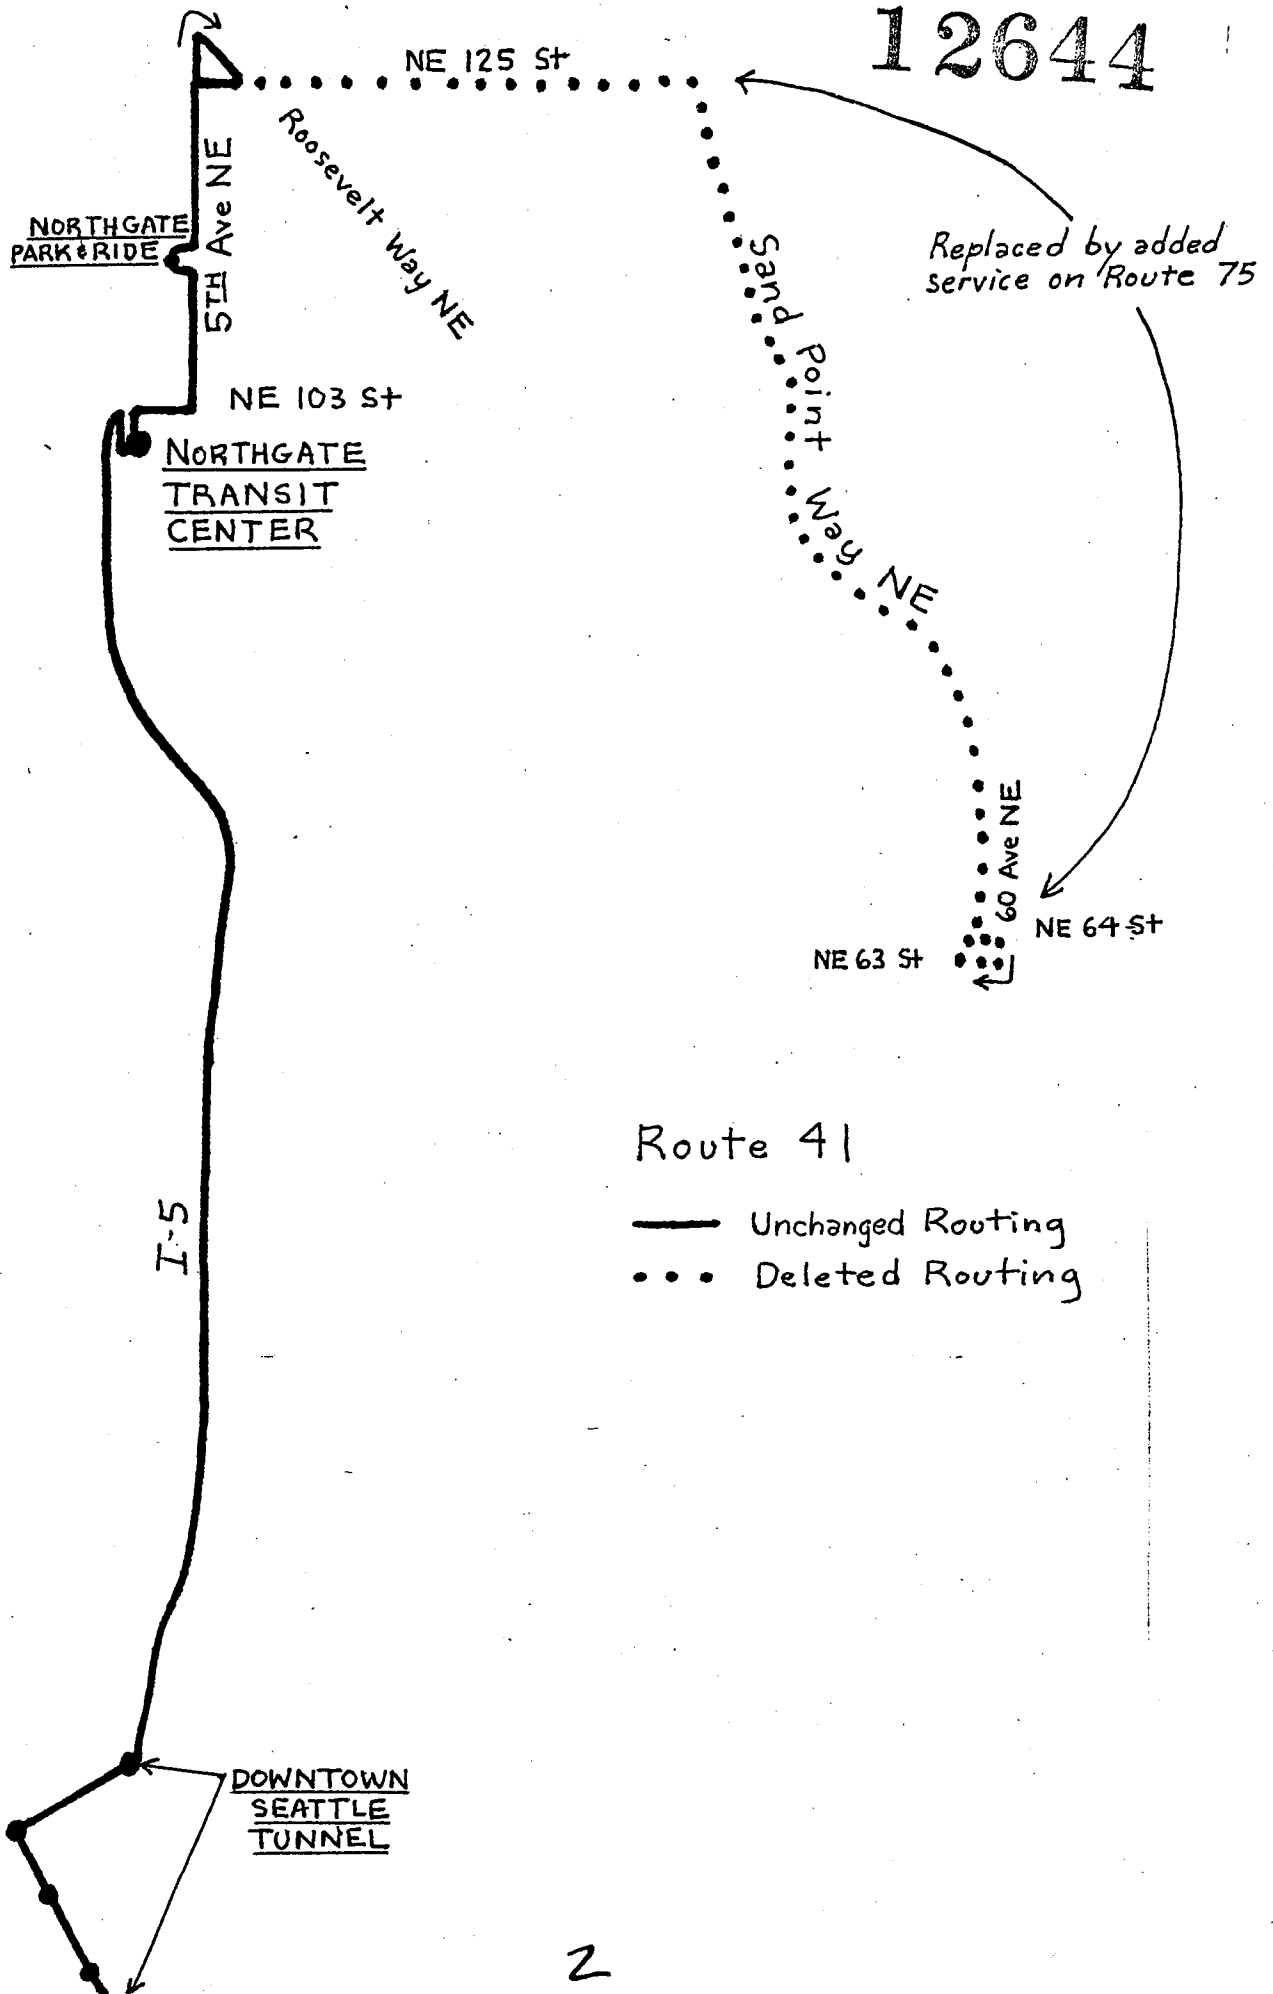 12644
NE 125 St
Roosevelt Way NE
5TH Ave NE
NORTHGATE
PARK & RIDE
Replaced by added
service on Route 75
Sand Point Way NE
NE 103 St
NORTHGATE
TRANSIT
CENTER
60 Ave NE
NE 64 St
NE 63 St
Route 41
Unchanged Routing
Deleted Routing
I-5
DOWNTOWN
SEATTLE
TUNNEL
2